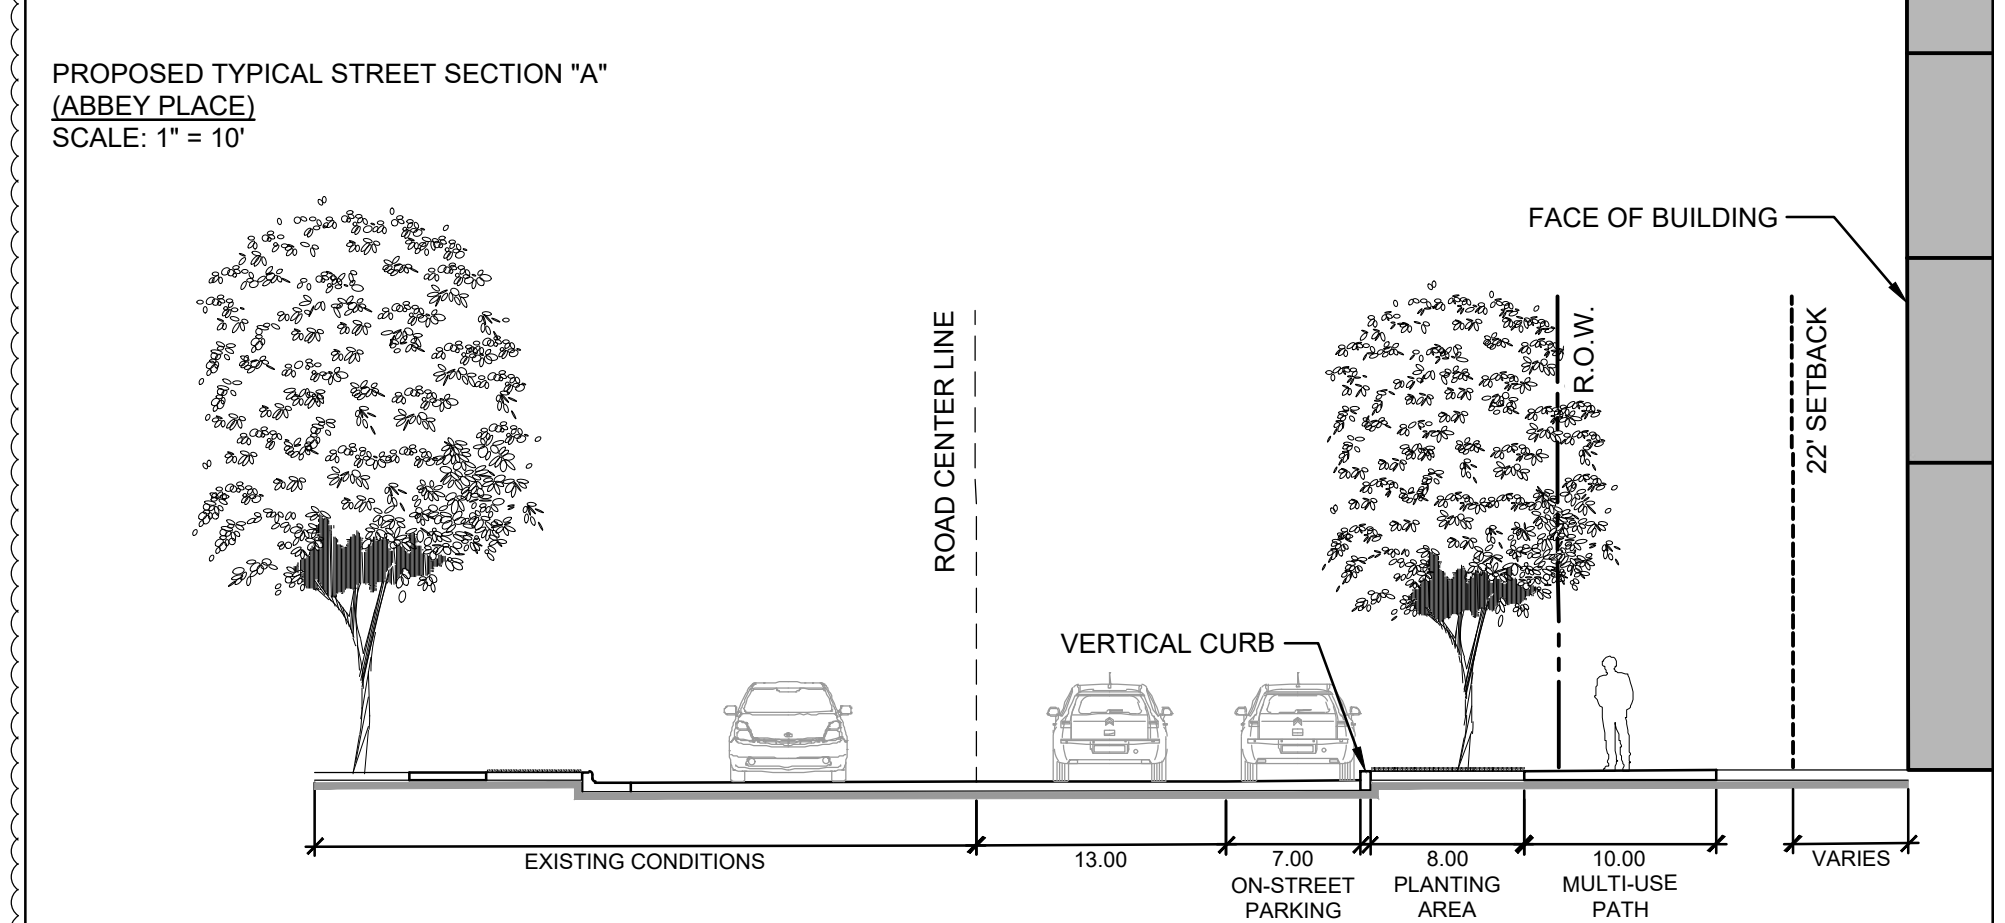 PROPOSED TYPICAL STREET SECTION "A"
(ABBEY PLACE)
SCALE: 1" = 10'
FACE OF BUILDING
ROAD CENTER LINE
R.O.W.
22' SETBACK
VERTICAL CURB
EXISTING CONDITIONS
13.00
7.00
ON-STREET
PARKING
8.00
PLANTING
AREA
10.00
MULTI-USE
PATH
VARIES